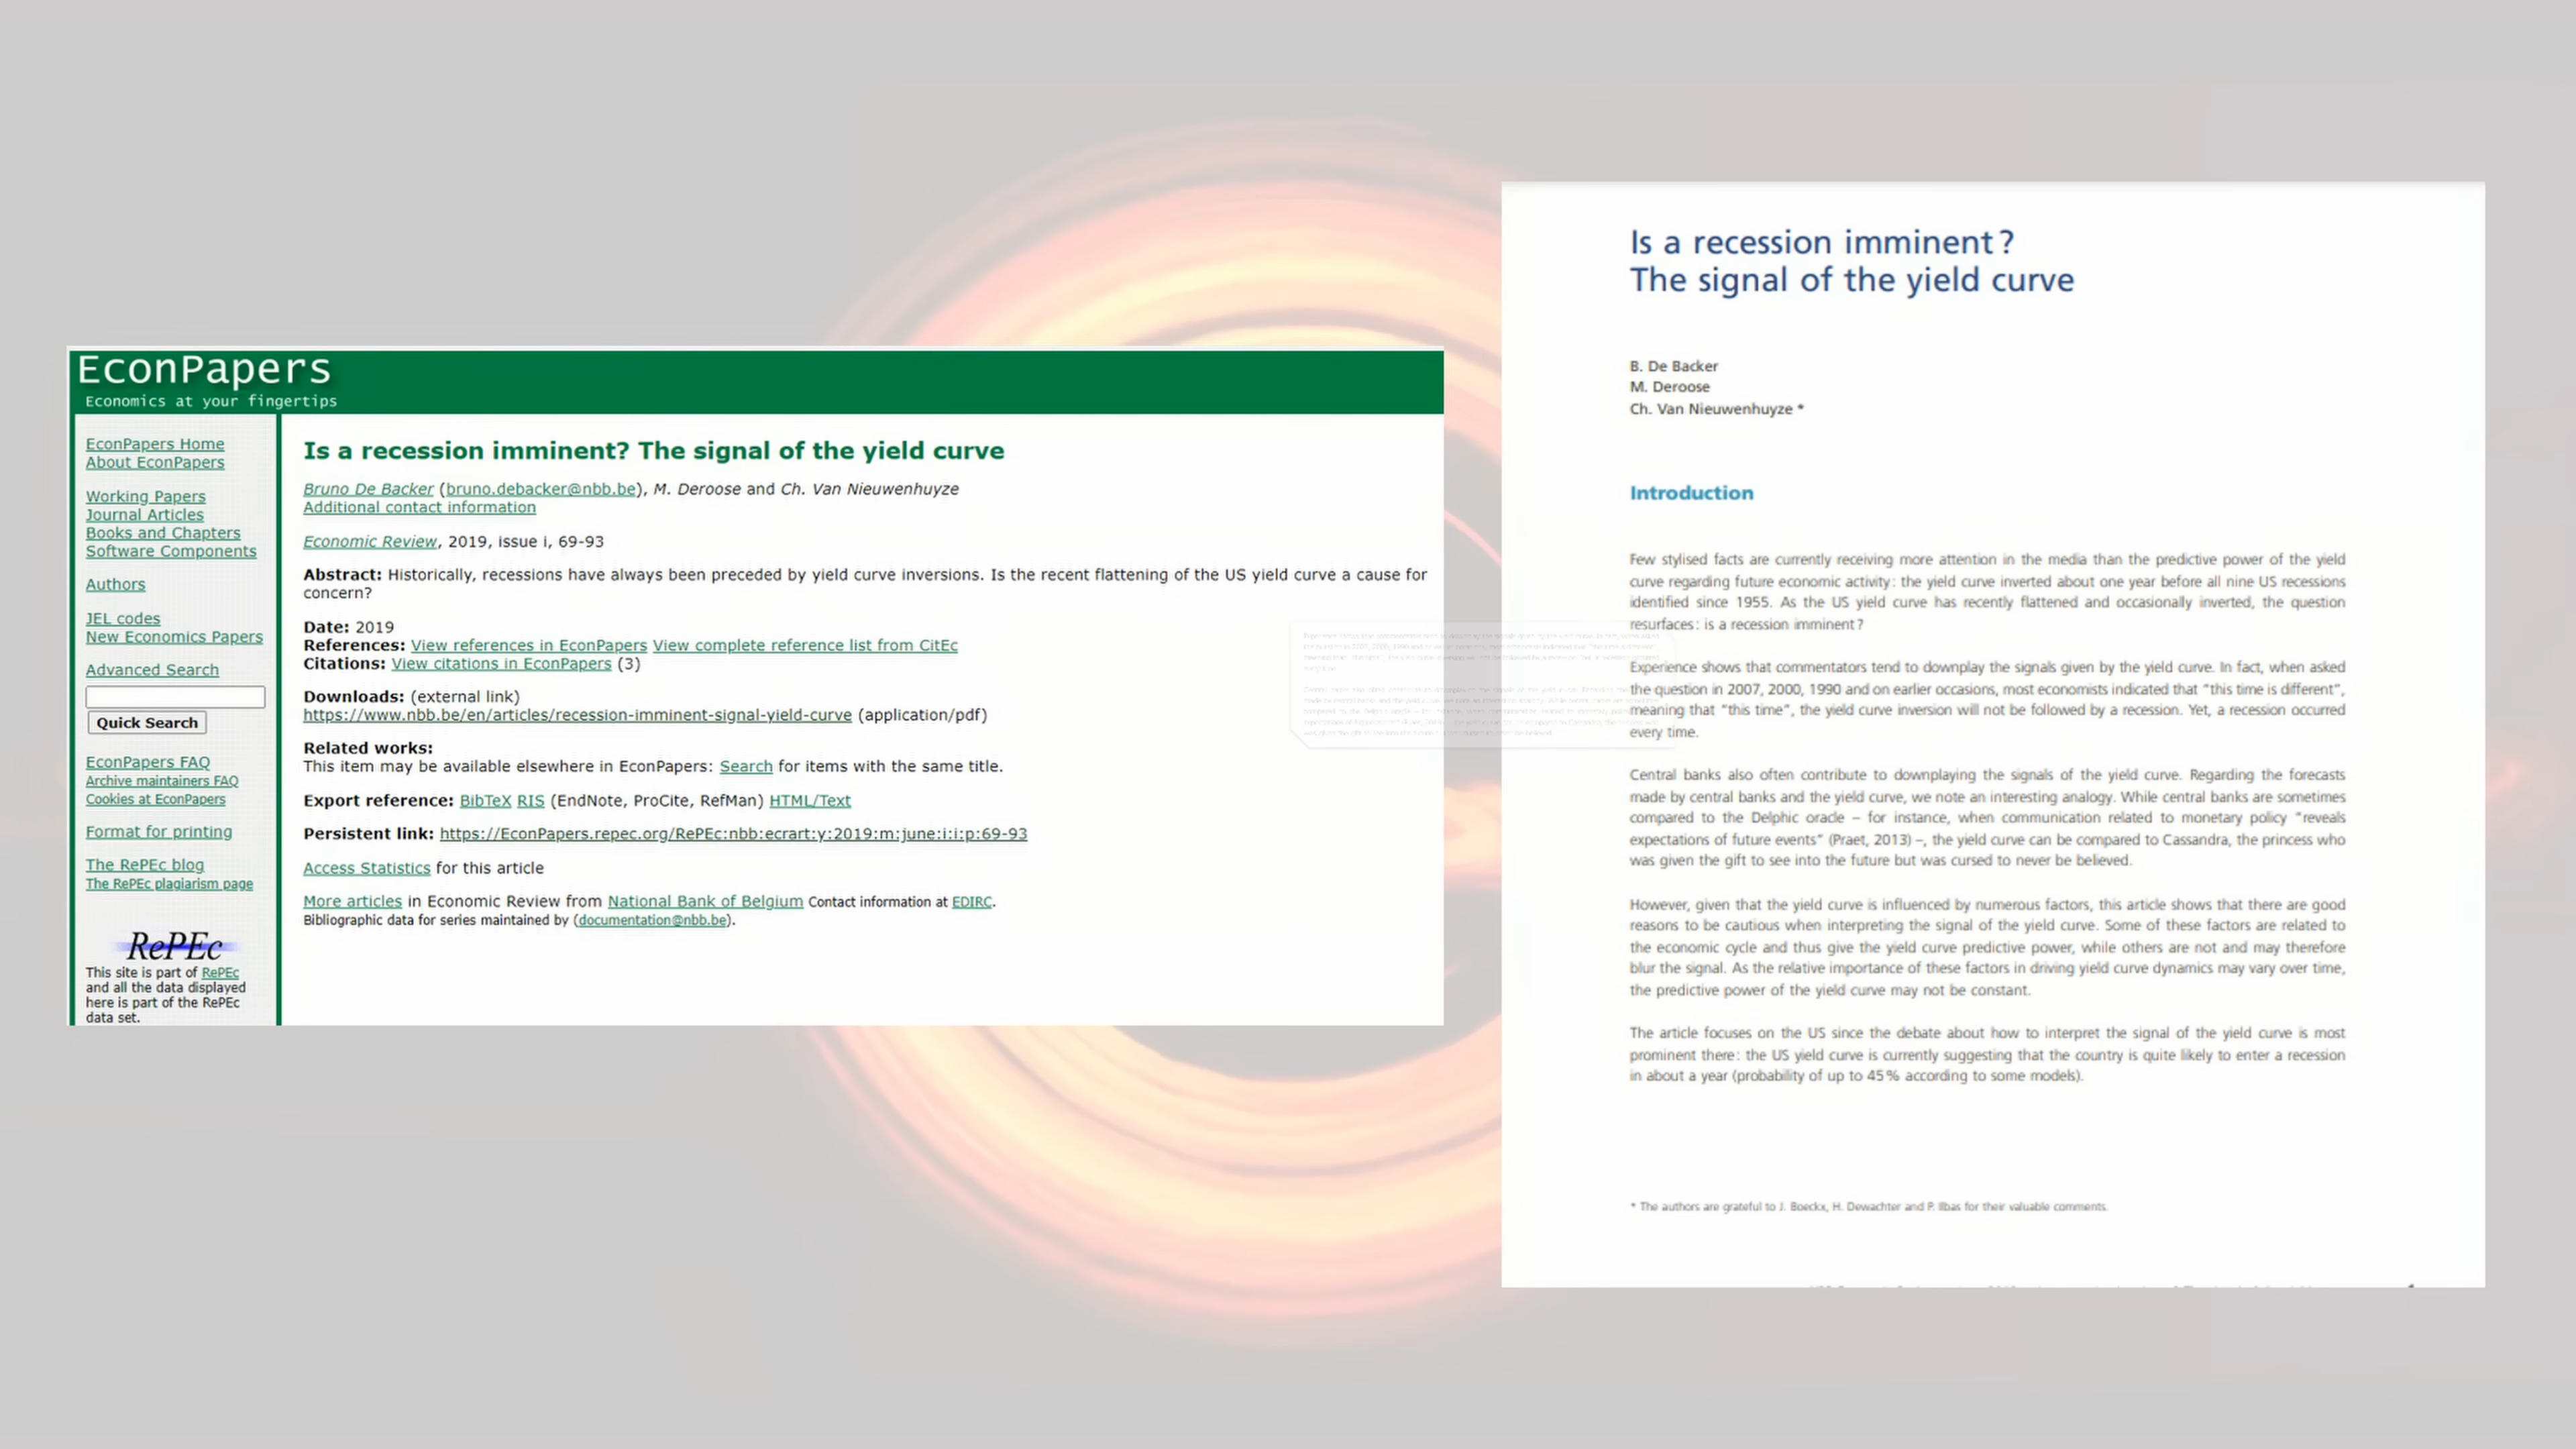 EconPapers
Economics at your fingertips
EconPapers Home
About EconPapers
Working Papers
Journal Articles
Books and Chapters
Software Components
Authors
JEL codes
New Economics Papers
Advanced Search
Quick Search
EconPapers FAQ
Archive maintainers FAQ
Cookies at EconPapers
Format for printing
The RePEc blog
The RePEc plagiarism page
RePEc
This site is part of RePEc
and all the data displayed
here is part of the RePEc
data set.
Is a recession imminent? The signal of the yield curve
Bruno De Backer (bruno.debacker@nbb.be), M. Deroose and Ch. Van Nieuwenhuyze
Additional contact information
Economic Review, 2019, issue i, 69-93
Abstract: Historically, recessions have always been preceded by yield curve inversions. Is the recent flattening of the US yield curve a cause for
concern?
Date: 2019
References: View references in EconPapers View complete reference list from CitEc
Citations: View citations in EconPapers (3)
Downloads: (external link)
https://www.nbb.be/en/articles/recession-imminent-signal-yield-curve (application/pdf)
Related works:
This item may be available elsewhere in EconPapers: Search for items with the same title.
Export reference: BibTeX RIS (EndNote, ProCite, RefMan) HTML/Text
Persistent link: https://EconPapers.repec.org/RePEc:nbb:ecrart:y:2019:m:june:i:i:p:69-93
Access Statistics for this article
More articles in Economic Review from National Bank of Belgium Contact information at EDIRC.
Bibliographic data for series maintained by (documentation@nbb.be).
Is a recession imminent ?
The signal of the yield curve
B. De Backer
M. Deroose
Ch. Van Nieuwenhuyze *
Introduction
Few stylised facts are currently receiving more attention in the media than the predictive power of the yield
curve regarding future economic activity : the yield curve inverted about one year before all nine US recessions
identified since 1955. As the US yield curve has recently flattened and occasionally inverted, the question
resurfaces : is a recession imminent ?
Experience shows that commentators tend to downplay the signals given by the yield curve. In fact, when asked
the question in 2007, 2000, 1990 and on earlier occasions, most economists indicated that “this time is different”,
meaning that “this time”, the yield curve inversion will not be followed by a recession. Yet, a recession occurred
every time.
Central banks also often contribute to downplaying the signals of the yield curve. Regarding the forecasts
made by central banks and the yield curve, we note an interesting analogy. While central banks are sometimes
compared to the Delphic oracle – for instance, when communication related to monetary policy “reveals
expectations of future events” (Praet, 2013) –, the yield curve can be compared to Cassandra, the princess who
was given the gift to see into the future but was cursed to never be believed.
However, given that the yield curve is influenced by numerous factors, this article shows that there are good
reasons to be cautious when interpreting the signal of the yield curve. Some of these factors are related to
the economic cycle and thus give the yield curve predictive power, while others are not and may therefore
blur the signal. As the relative importance of these factors in driving yield curve dynamics may vary over time,
the predictive power of the yield curve may not be constant.
The article focuses on the US since the debate about how to interpret the signal of the yield curve is most
prominent there : the US yield curve is currently suggesting that the country is quite likely to enter a recession
in about a year (probability of up to 45 % according to some models).
* The authors are grateful to J. Boeckx, H. Dewachter and P. Ilbas for their valuable comments.